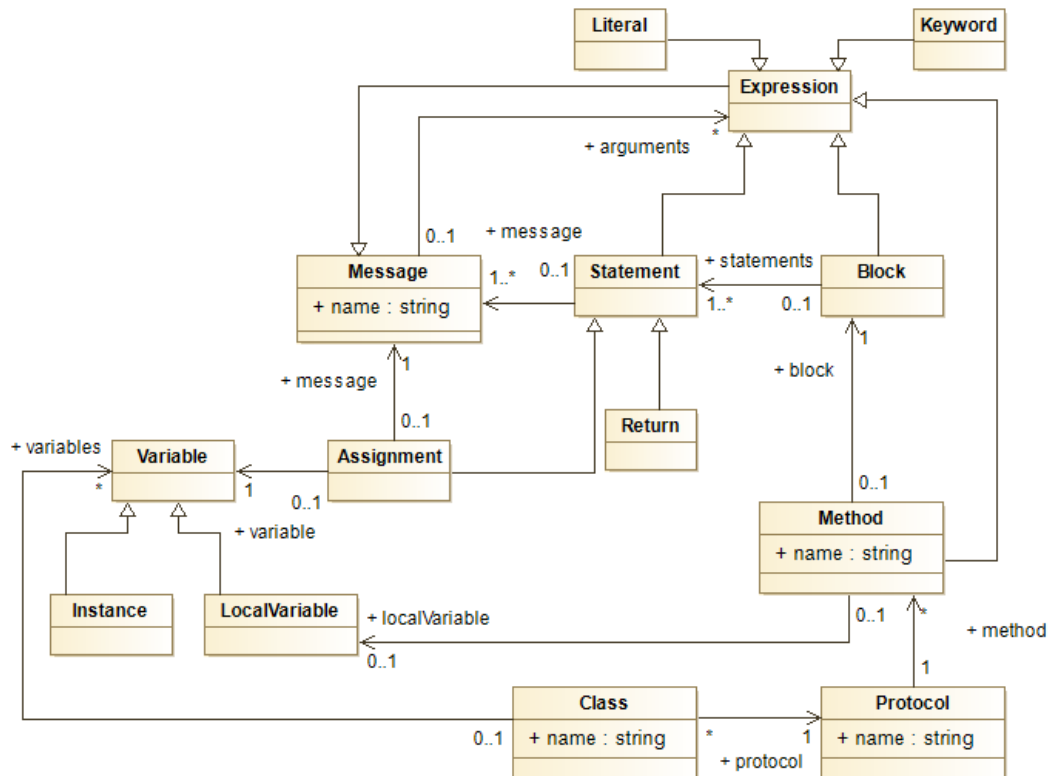 Literal
Keyword
Expression
*
+ arguments
0..1
+ message
Message
+ name : string
1..*
0..1
Statement
+ statements
1..*
0..1
Block
1
+ message
0..1
1
+ block
Return
+ variables
*
Variable
1
0..1
Assignment
+ variable
0..1
Method
+ name : string
Instance
LocalVariable
+ localVariable
0..1
0..1
*
+ method
1
0..1
Class
+ name : string
*
1
+ protocol
Protocol
+ name : string